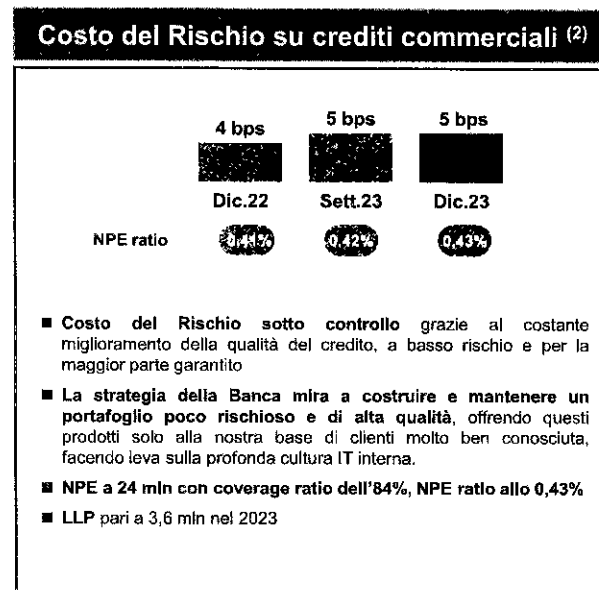 Costo del Rischio su crediti commerciali (2)
4 bps 5 bps 5 bps
Dic.22 Sett.23 Dic.23
NPE ratio 0,41% 0,42% 0,43%
■ Costo del Rischio sotto controllo grazie al costante
miglioramento della qualità del credito, a basso rischio e per la
maggior parte garantito
■ La strategia della Banca mira a costruire e mantenere un
portafoglio poco rischioso e di alta qualità, offrendo questi
prodotti solo alla nostra base di clienti molto ben conosciuta,
facendo leva sulla profonda cultura IT interna.
■ NPE a 24 mln con coverage ratio dell'84%, NPE ratio allo 0,43%
■ LLP pari a 3,6 mln nel 2023